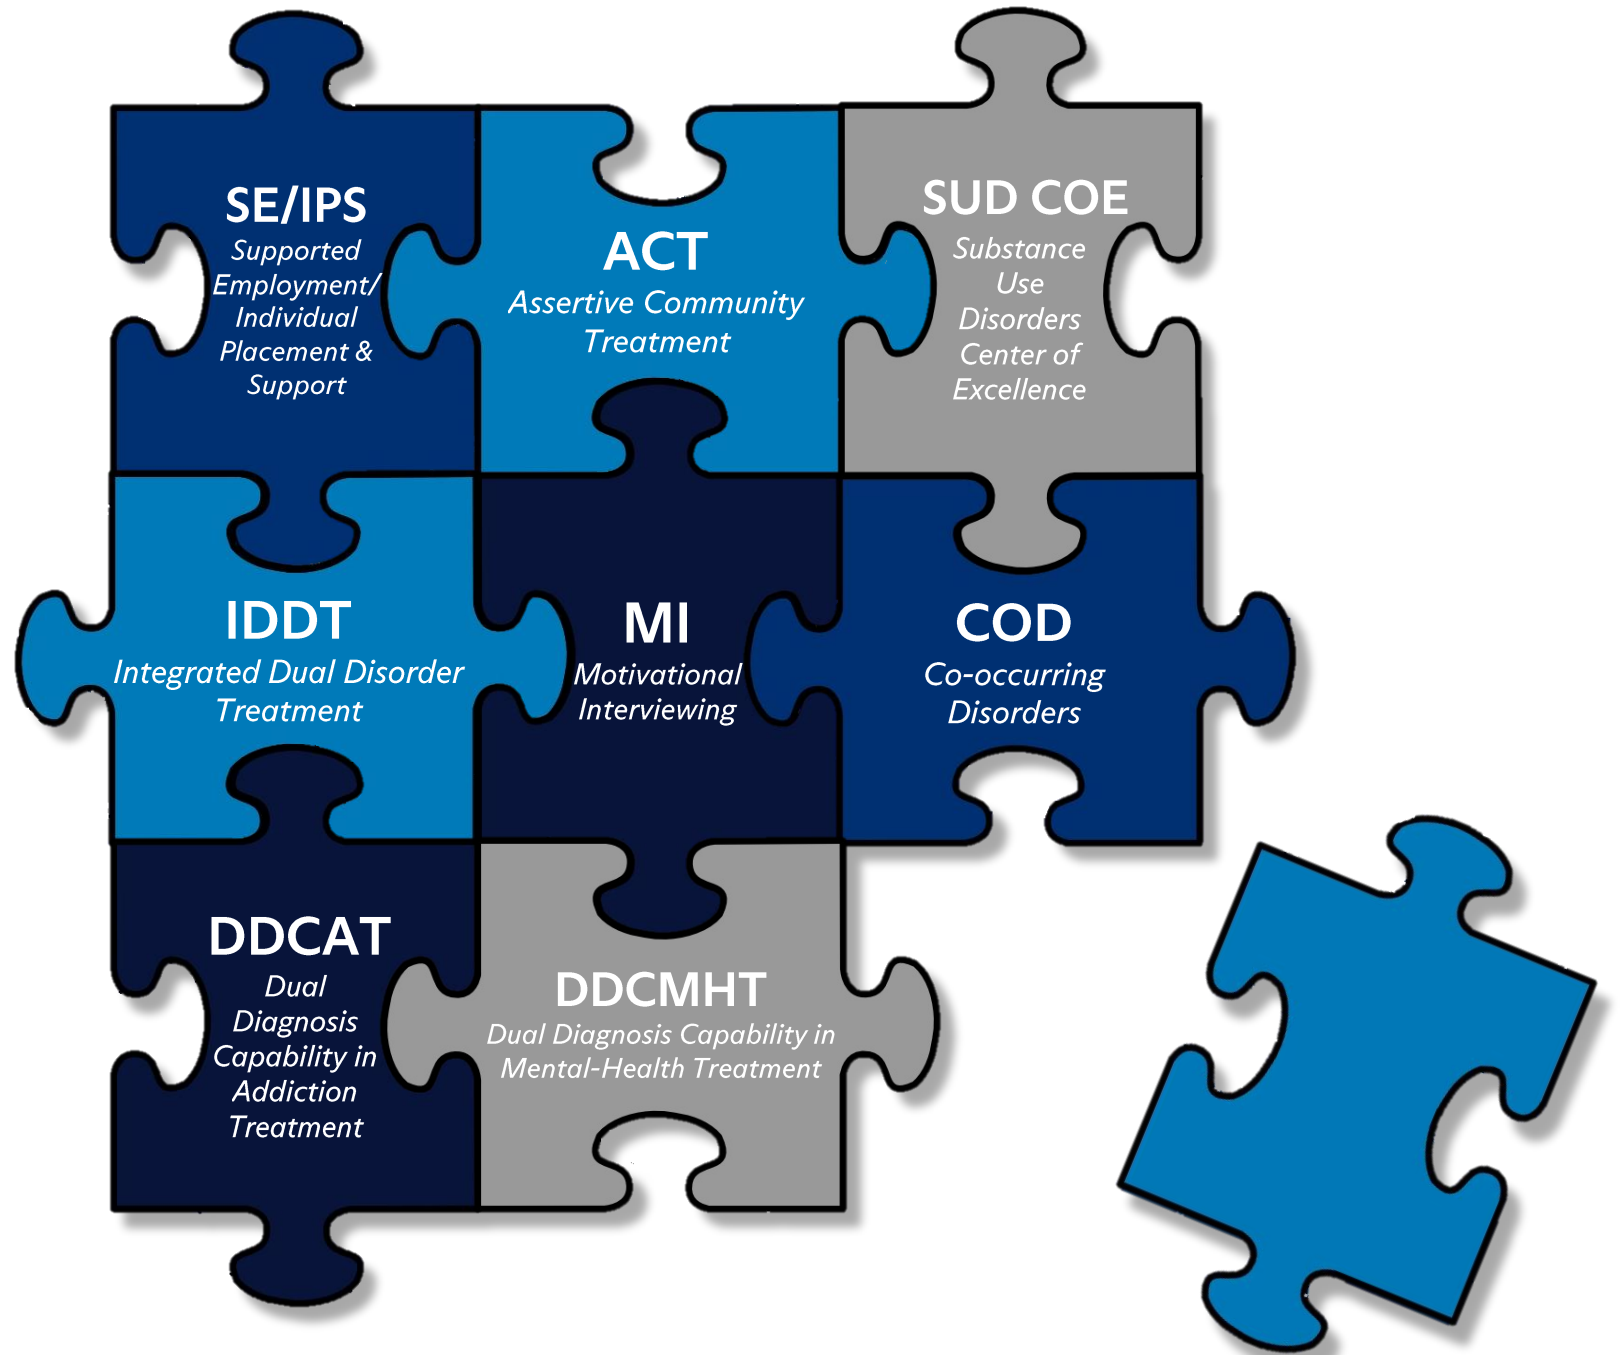 SE/IPS
Supported
Employment/
Individual
Placement &
Support
ACT
Assertive Community
Treatment
SUD COE
Substance
Use
Disorders
Center of
Excellence
IDDT
Integrated Dual Disorder
Treatment
MI
Motivational
Interviewing
COD
Co-occurring
Disorders
DDCAT
Dual
Diagnosis
Capability in
Addiction
Treatment
DDCMHT
Dual Diagnosis Capability in
Mental-Health Treatment